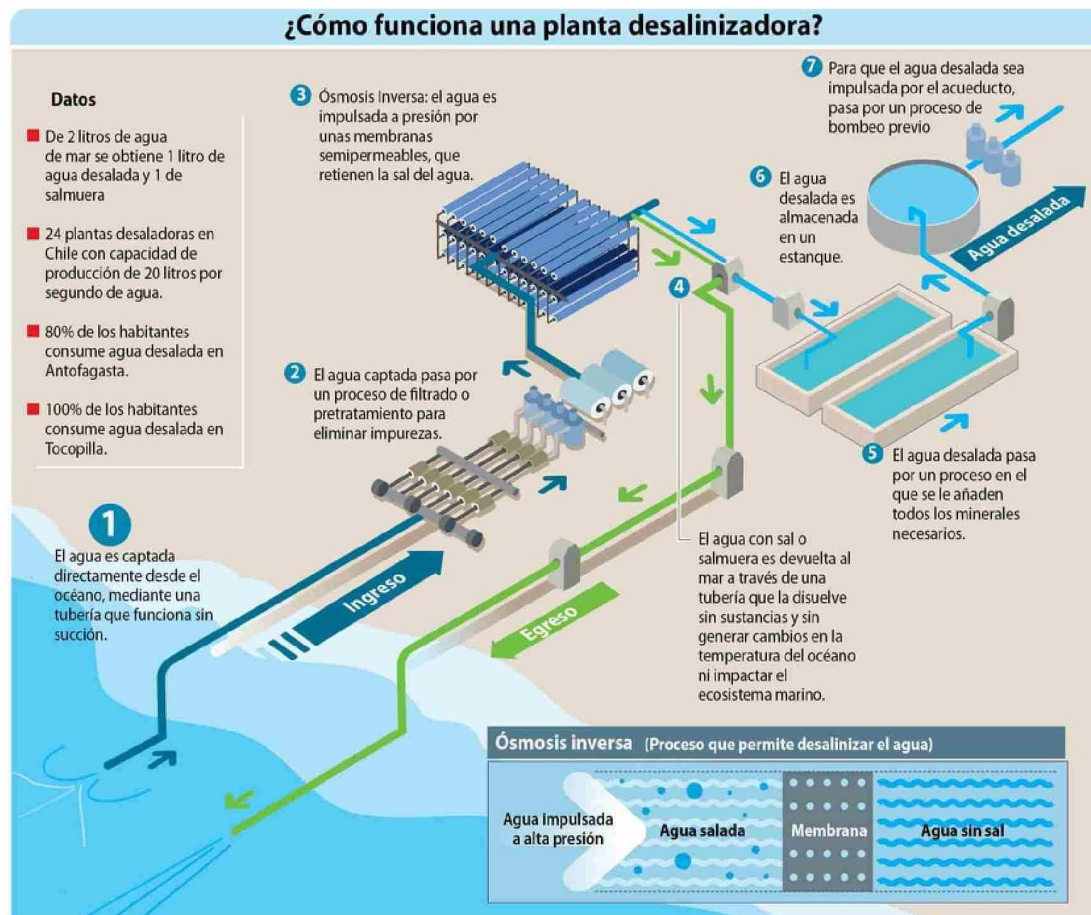 ¿Cómo funciona una planta desalinizadora?
Datos
De 2 litros de agua
de mar se obtiene 1 litro de
agua desalada y 1 de
salmuera
24 plantas desaladoras en
Chile con capacidad de
producción de 20 litros por
segundo de agua.
80% de los habitantes
consume agua desalada en
Antofagasta.
100% de los habitantes
consume agua desalada en
Tocopilla.
1
El agua es captada
directamente desde el
océano, mediante una
tubería que funciona sin
succión.
Ingreso
2 El agua captada pasa por
un proceso de filtrado o
pretratamiento para
eliminar impurezas.
3 Ósmosis Inversa: el agua es
impulsada a presión por
unas membranas
semipermeables, que
retienen la sal del agua.
4
El agua con sal o
salmuera es devuelta al
mar a través de una
tubería que la disuelve
sin sustancias y sin
generar cambios en la
temperatura del océano
ni impactar el
ecosistema marino.
Egreso
5 El agua desalada pasa
por un proceso en el
que se le añaden
todos los minerales
necesarios.
6 El agua
desalada es
almacenada
en un
estanque.
7 Para que el agua desalada sea
impulsada por el acueducto,
pasa por un proceso de
bombeo previo
Agua desalada
Ósmosis inversa (Proceso que permite desalinizar el agua)
Agua impulsada
a alta presión
Agua salada
Membrana
Agua sin sal